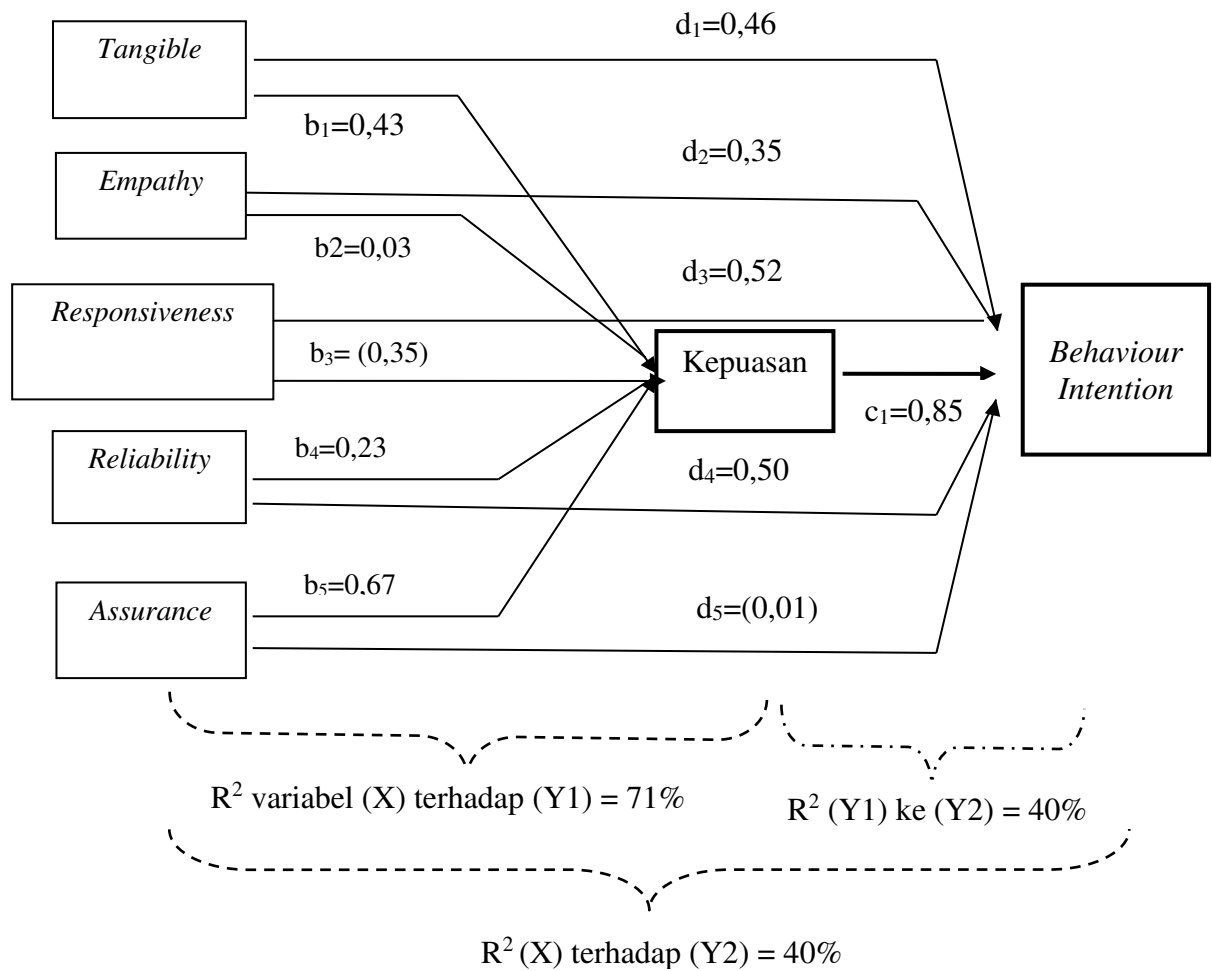 d₁=0,46
Tangible
b₁=0,43
d₂=0,35
Empathy
b2=0,03
d₃=0,52
Responsiveness
b₃= (0,35)
Kepuasan
Behaviour
Intention
c₁=0,85
Reliability
b₄=0,23
d₄=0,50
b₅=0,67
Assurance
d₅=(0,01)
R² variabel (X) terhadap (Y1) = 71%
R² (Y1) ke (Y2) = 40%
R² (X) terhadap (Y2) = 40%